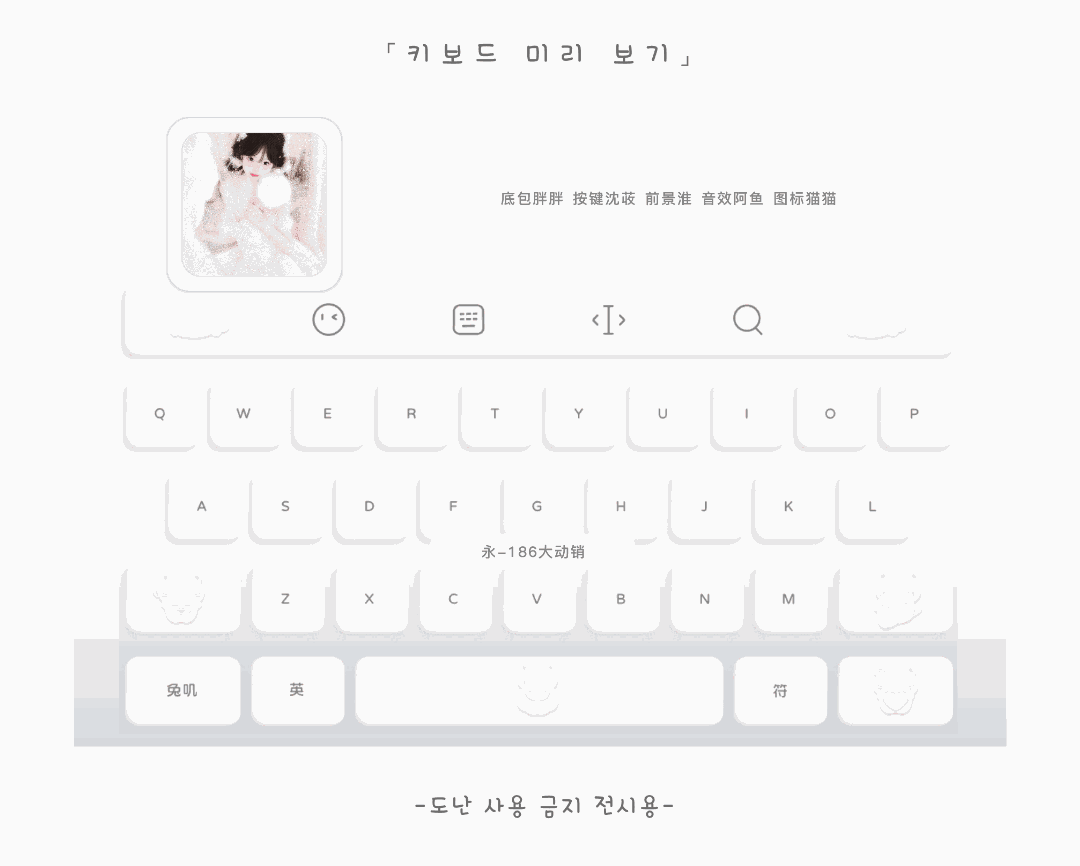 「키보드 미리 보기」
底包胖胖 按键沈莜 前景淮 音效阿鱼 图标猫猫
Q W E R T Y U I O P
A S D F G H J K L
永-186大动销
Z X C V B N M
兔叽 英 符
-도난 사용 금지 전시용-